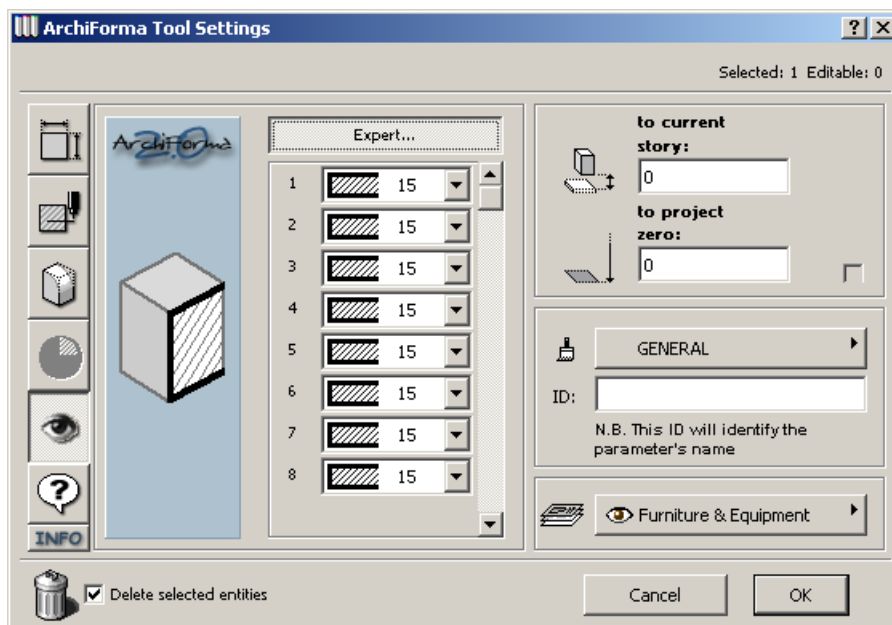 ArchiForma Tool Settings
Selected: 1 Editable: 0
ArchiForma
2.0
Expert...
1 15
2 15
3 15
4 15
5 15
6 15
7 15
8 15
to current
story:
0
to project
zero:
0
GENERAL
ID:
N.B. This ID will identify the
parameter's name
Furniture & Equipment
INFO
Delete selected entities
Cancel
OK